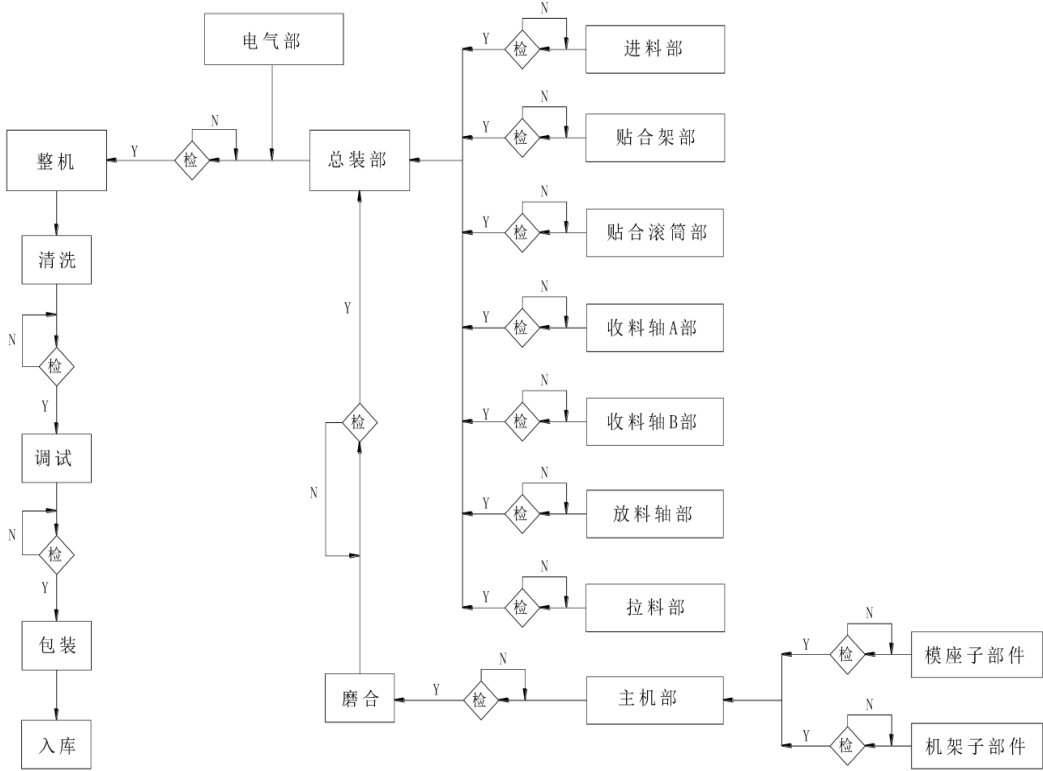 电气部
N
Y
检
进料部
N
Y
检
贴合架部
整机
Y
检
N
总装部
N
Y
检
贴合滚筒部
清洗
N
检
Y
Y
N
Y
检
收料轴A部
N
Y
检
收料轴B部
检
N
调试
N
检
Y
N
Y
检
放料轴部
N
Y
检
拉料部
包装
入库
磨合
Y
检
N
主机部
Y
检
N
模座子部件
Y
检
N
机架子部件